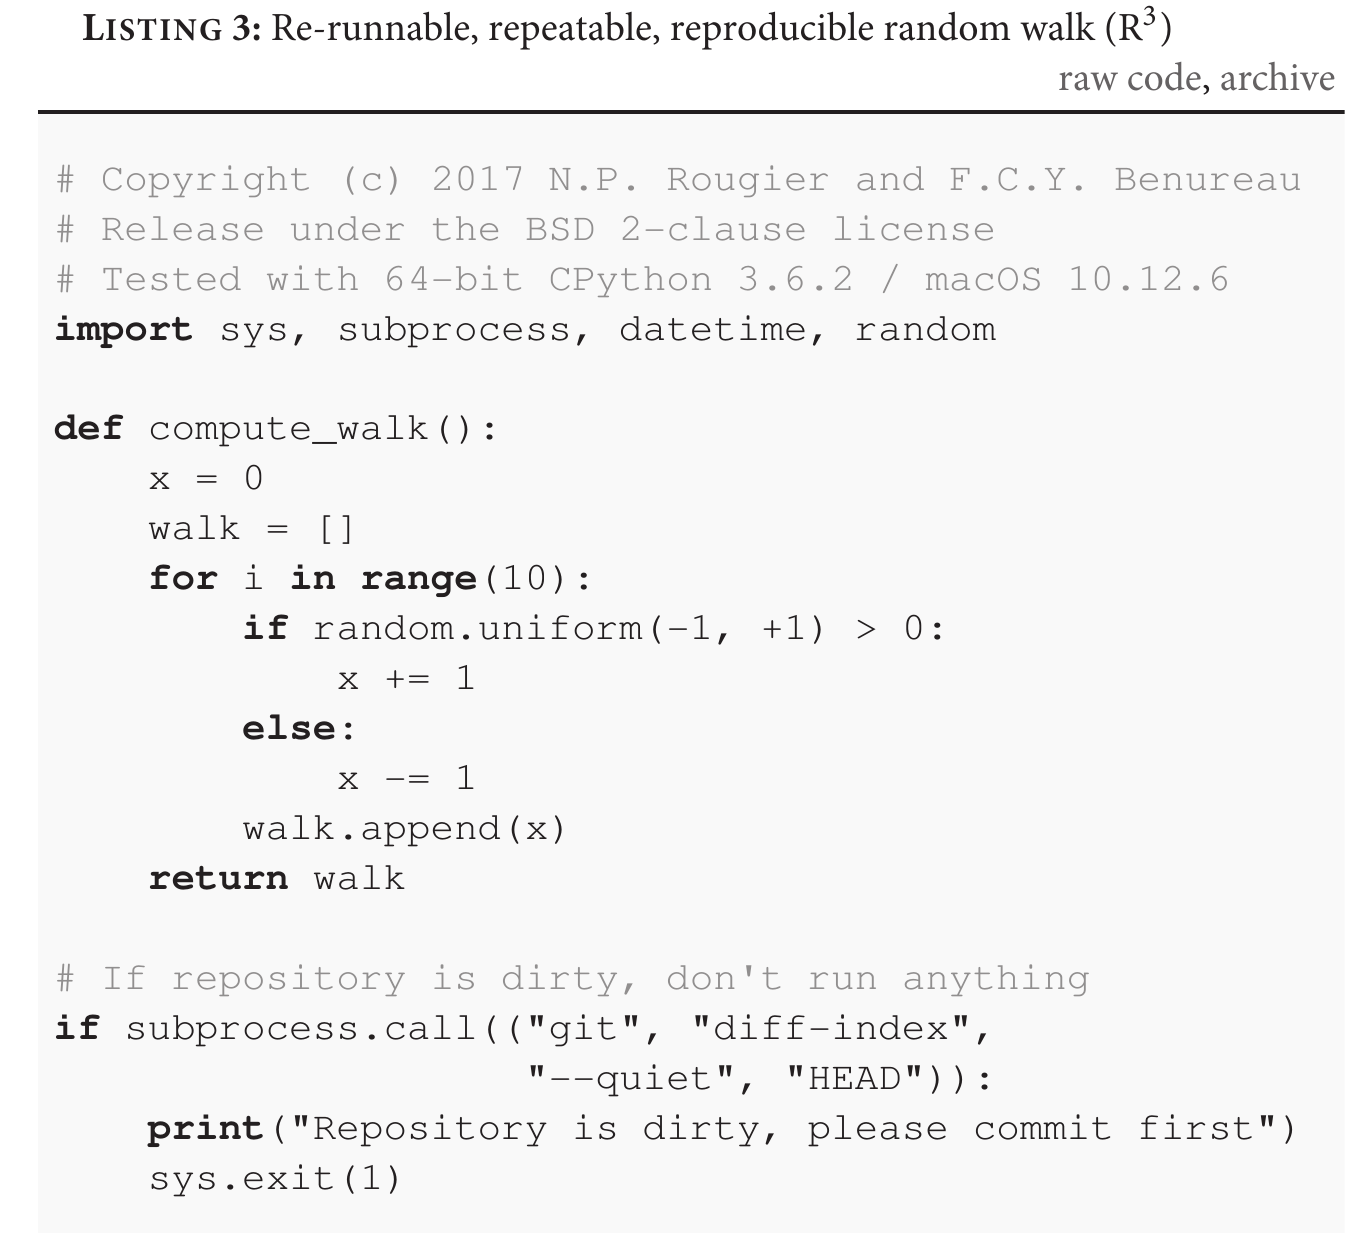 LISTING 3: Re-runnable, repeatable, reproducible random walk (R³)
raw code, archive
# Copyright (c) 2017 N.P. Rougier and F.C.Y. Benureau
# Release under the BSD 2-clause license
# Tested with 64-bit CPython 3.6.2 / macOS 10.12.6
import sys, subprocess, datetime, random

def compute_walk():
    x = 0
    walk = []
    for i in range(10):
        if random.uniform(-1, +1) > 0:
            x += 1
        else:
            x -= 1
        walk.append(x)
    return walk

# If repository is dirty, don't run anything
if subprocess.call(("git", "diff-index",
                    "--quiet", "HEAD")):
    print("Repository is dirty, please commit first")
    sys.exit(1)